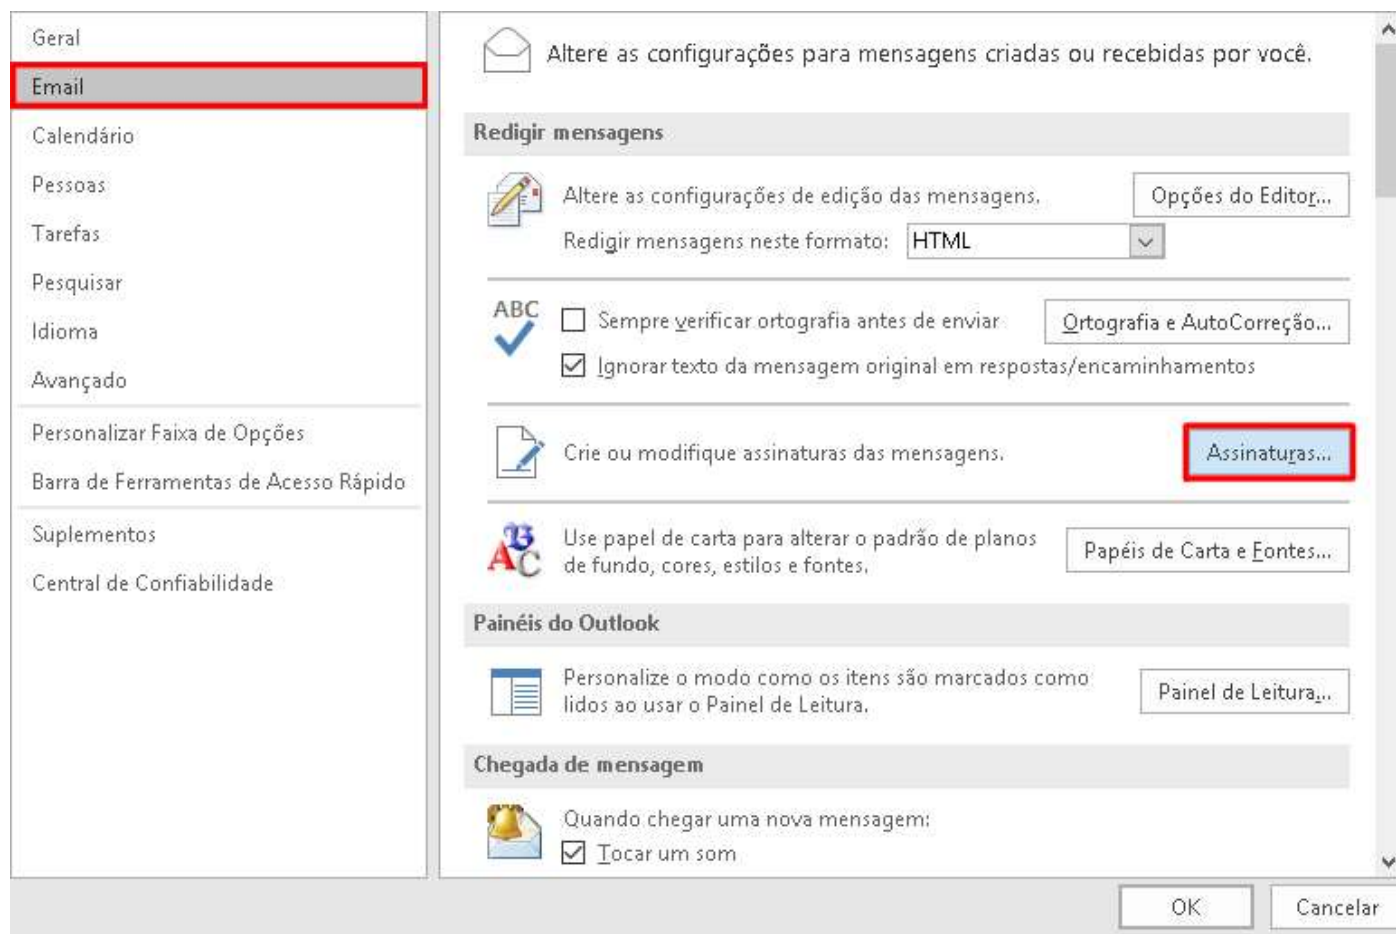 Geral
Email
Calendário
Pessoas
Tarefas
Pesquisar
Idioma
Avançado
Personalizar Faixa de Opções
Barra de Ferramentas de Acesso Rápido
Suplementos
Central de Confiabilidade
Altere as configurações para mensagens criadas ou recebidas por você.
Redigir mensagens
Altere as configurações de edição das mensagens.
Opções do Editor...
Redigir mensagens neste formato: HTML
ABC
Sempre verificar ortografia antes de enviar
Ortografia e AutoCorreção...
Ignorar texto da mensagem original em respostas/encaminhamentos
Crie ou modifique assinaturas das mensagens.
Assinaturas...
Use papel de carta para alterar o padrão de planos
de fundo, cores, estilos e fontes.
Papéis de Carta e Fontes...
Painéis do Outlook
Personalize o modo como os itens são marcados como
lidos ao usar o Painel de Leitura.
Painel de Leitura...
Chegada de mensagem
Quando chegar uma nova mensagem:
Tocar um som
OK
Cancelar